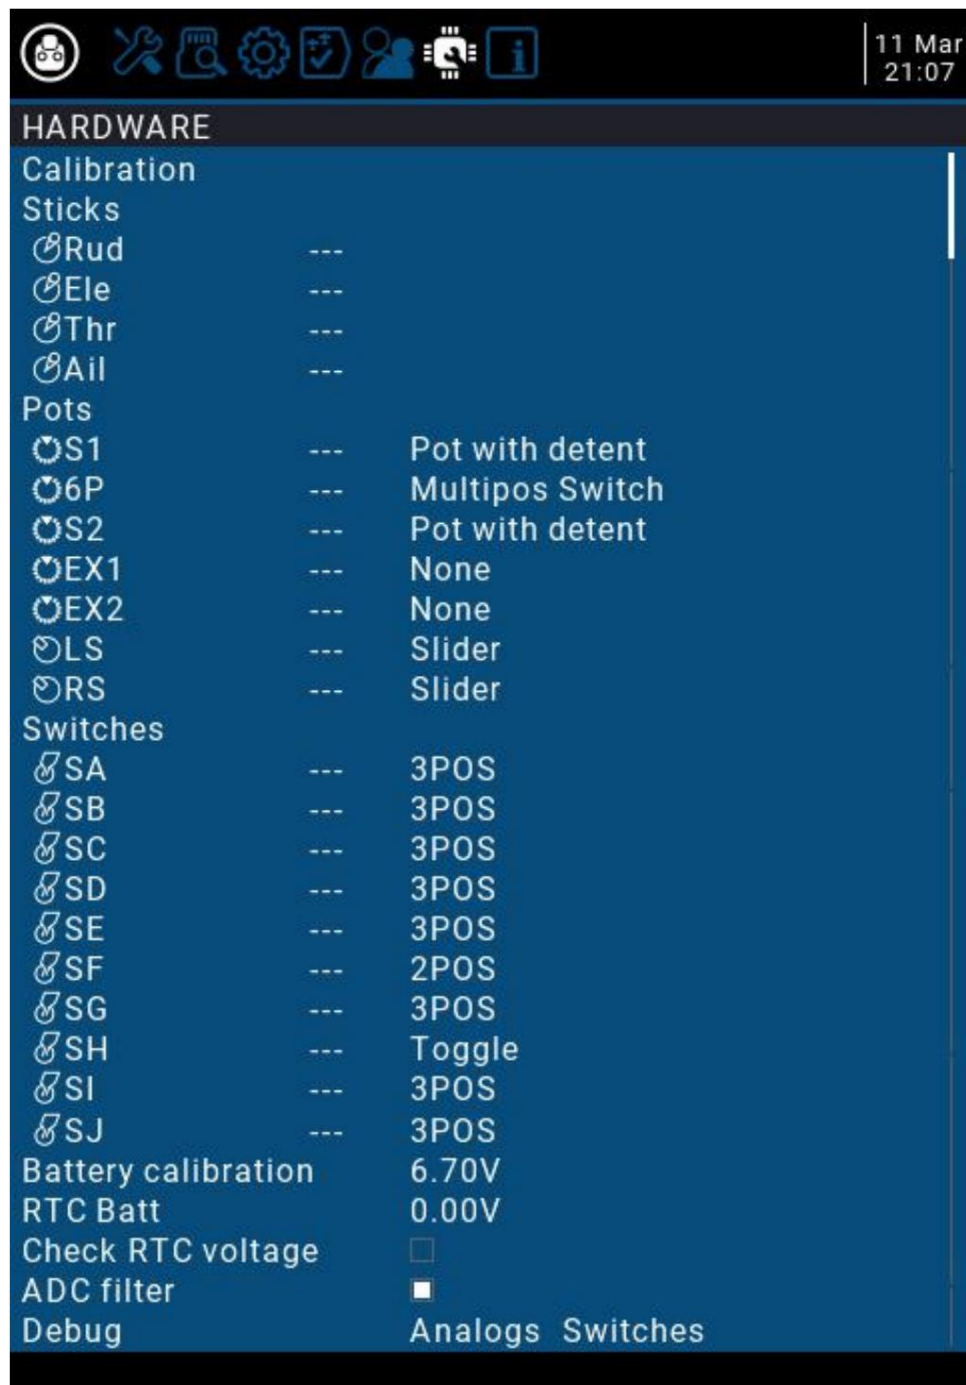 11 Mar
21:07
HARDWARE
Calibration
Sticks
Rud ---
Ele ---
Thr ---
Ail ---
Pots
S1 --- Pot with detent
6P --- Multipos Switch
S2 --- Pot with detent
EX1 --- None
EX2 --- None
LS --- Slider
RS --- Slider
Switches
SA --- 3POS
SB --- 3POS
SC --- 3POS
SD --- 3POS
SE --- 3POS
SF --- 2POS
SG --- 3POS
SH --- Toggle
SI --- 3POS
SJ --- 3POS
Battery calibration 6.70V
RTC Batt 0.00V
Check RTC voltage
ADC filter
Debug Analogs Switches